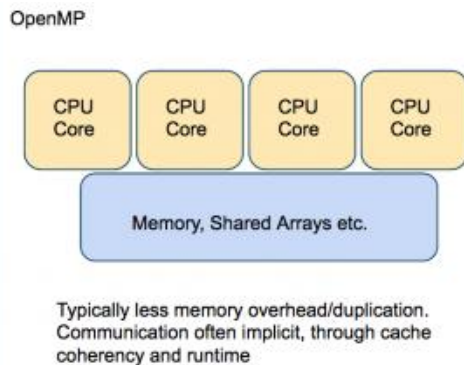 OpenMP
CPU
Core
CPU
Core
CPU
Core
CPU
Core
Memory, Shared Arrays etc.
Typically less memory overhead/duplication.
Communication often implicit, through cache
coherency and runtime